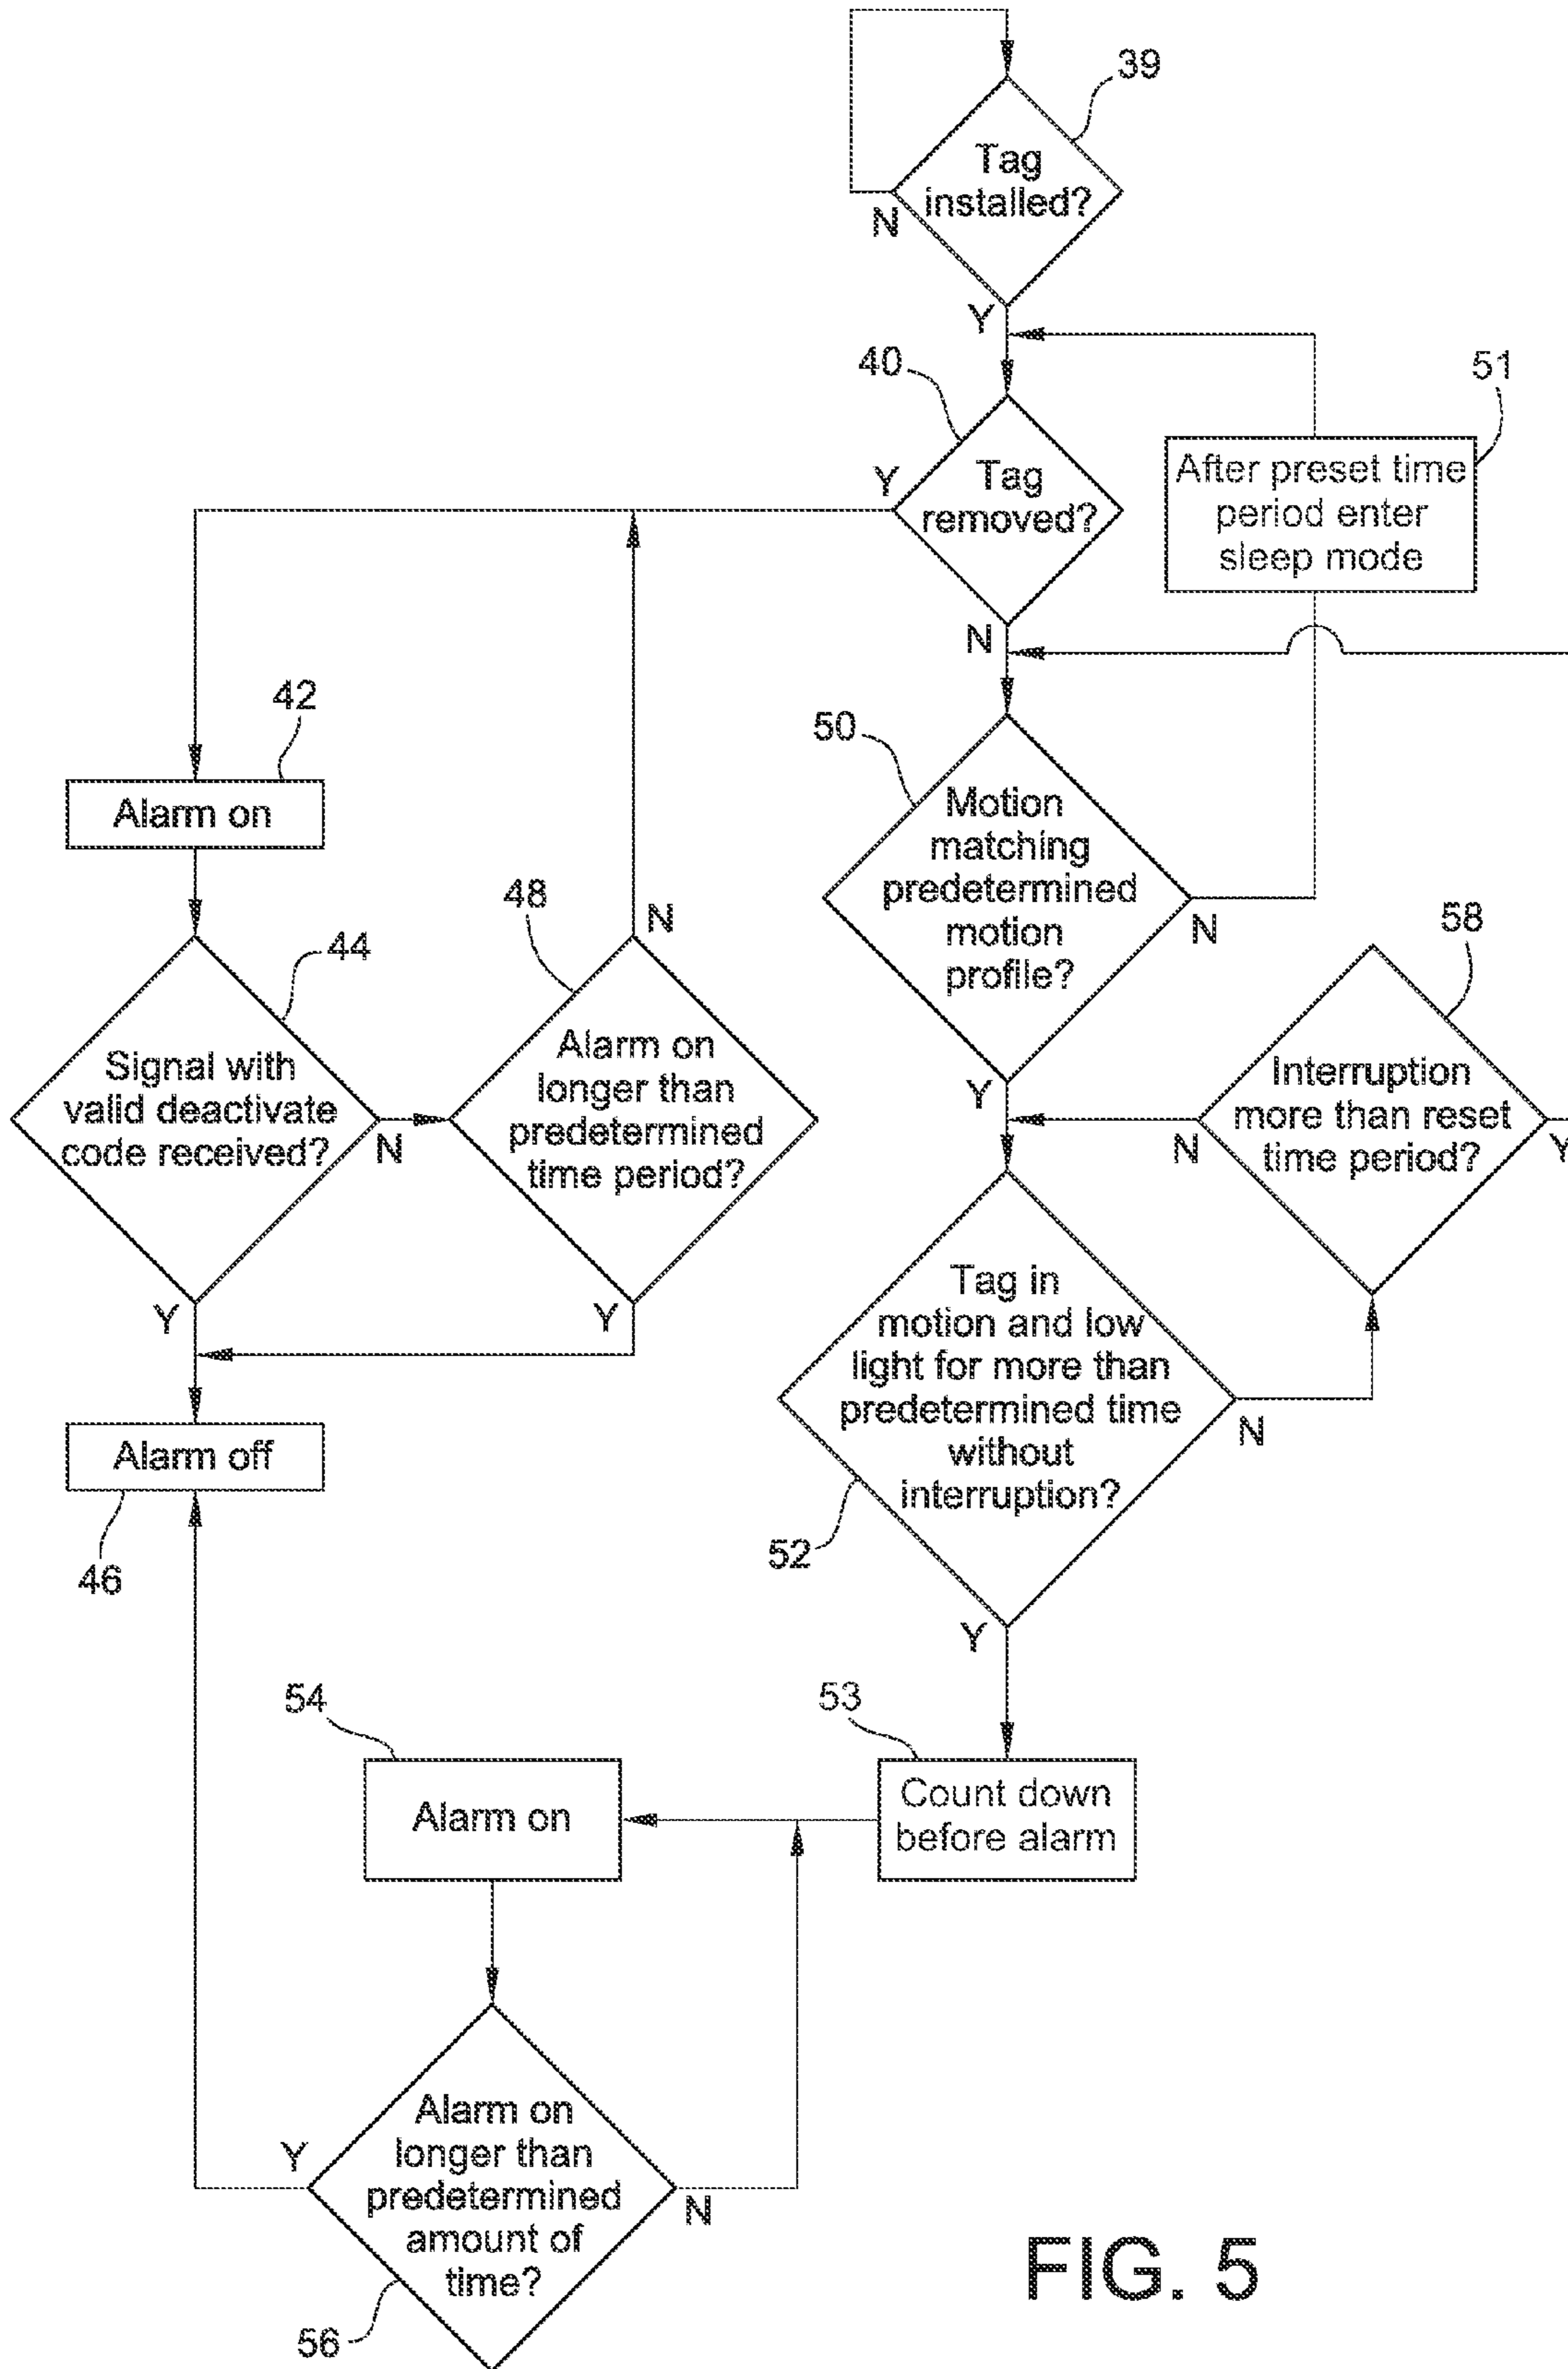 39
Tag
installed?
N
Y
40
51
Y
Tag
removed?
After preset time
period enter
sleep mode
N
42
50
Alarm on
Motion
matching
predetermined
motion
profile?
N
48
N
58
44
Signal with
valid deactivate
code received?
N
Alarm on
longer than
predetermined
time period?
Y
Interruption
more than reset
time period?
N
Y
Y
Y
Tag in
motion and low
light for more than
predetermined time
without
interruption?
N
Alarm off
46
52
Y
54
53
Alarm on
Count down
before alarm
Y
Alarm on
longer than
predetermined
amount of
time?
N
56
FIG. 5